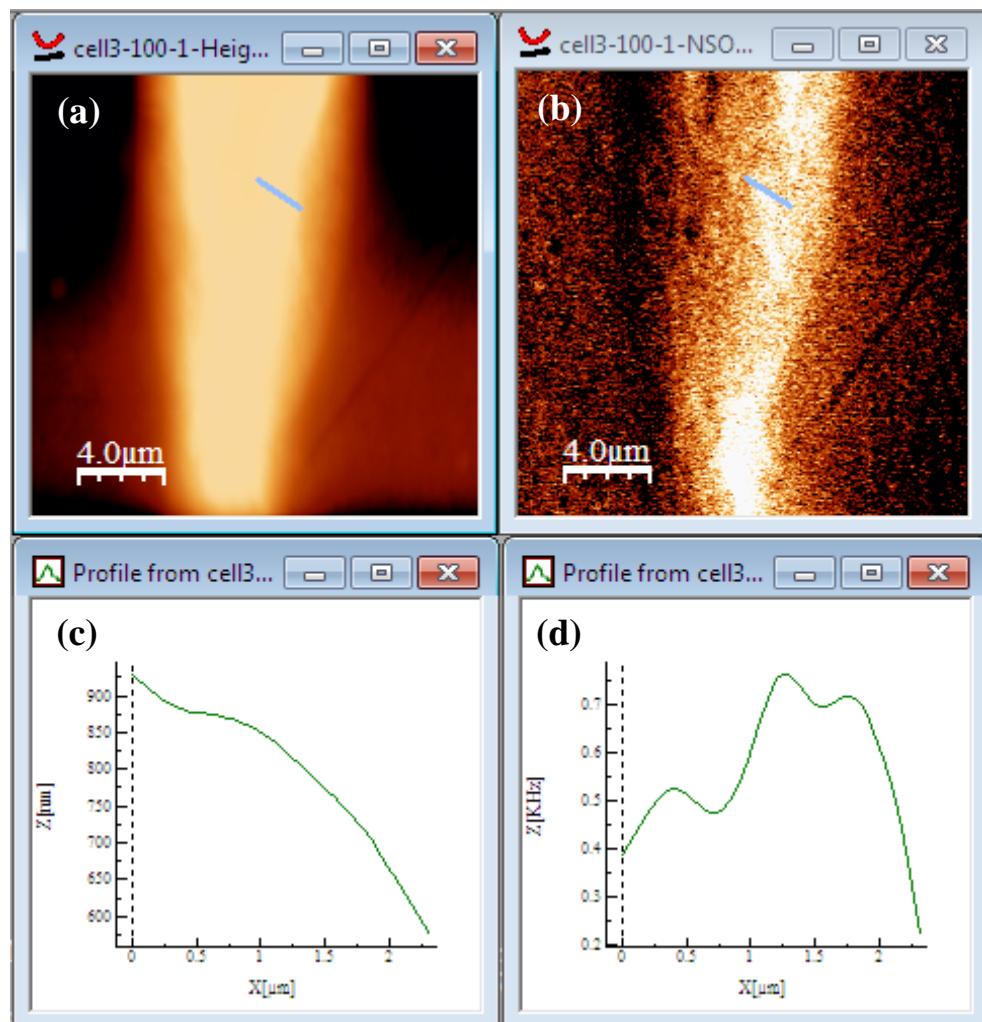 cell3-100-1-Heig...
(a)
4.0µm
cell3-100-1-NSO...
(b)
4.0µm
Profile from cell3...
(c)
900
850
800
750
700
650
600
Z[nm]
0
0.5
1
1.5
2
X[µm]
Profile from cell3...
(d)
0.7
0.6
0.5
0.4
0.3
0.2
Z[KHz]
0
0.5
1
1.5
2
X[µm]